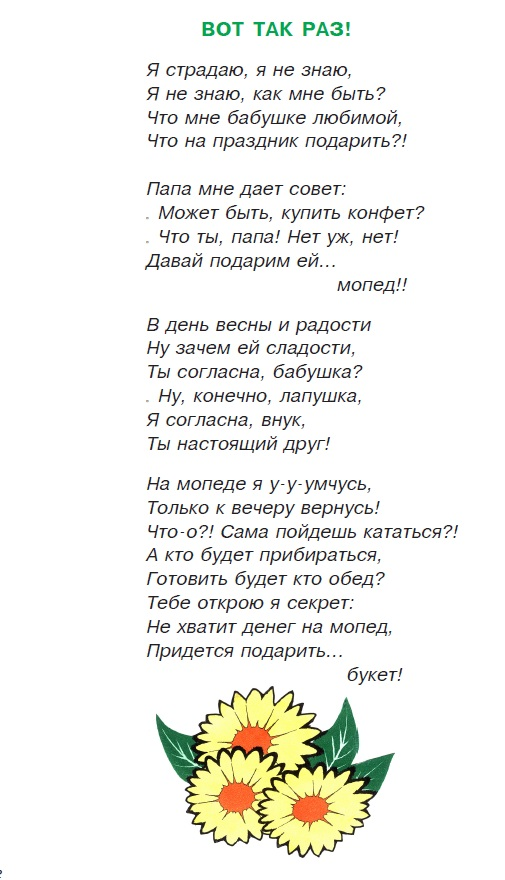 ВОТ ТАК РАЗ!
Я страдаю, я не знаю,
Я не знаю, как мне быть?
Что мне бабушке любимой,
Что на праздник подарить?!
Папа мне дает совет:
. Может быть, купить конфет?
. Что ты, папа! Нет уж, нет!
Давай подарим ей...
мопед!!
В день весны и радости
Ну зачем ей сладости,
Ты согласна, бабушка?
. Ну, конечно, лапушка,
Я согласна, внук,
Ты настоящий друг!
На мопеде я у-у-умчусь,
Только к вечеру вернусь!
Что-о?! Сама пойдешь кататься?!
А кто будет прибираться,
Готовить будет кто обед?
Тебе открою я секрет:
Не хватит денег на мопед,
Придется подарить...
букет!